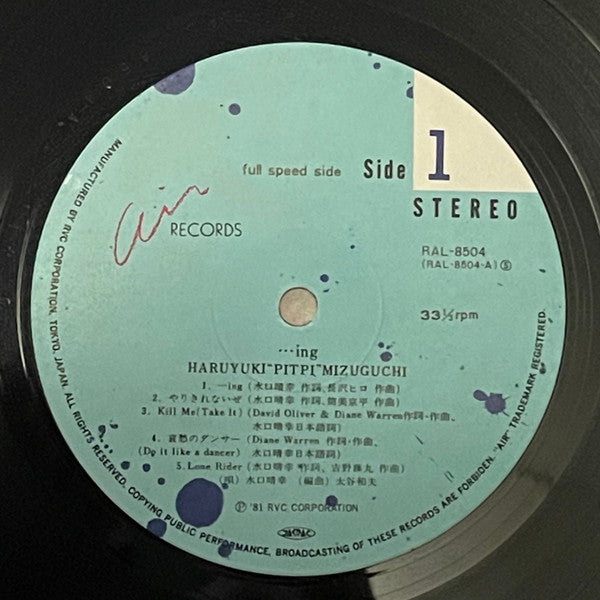 full speed side
Side 1
STEREO
Air RECORDS
RAL-8504
(RAL-8504-A) Ⓢ
33⅓rpm
…ing
HARUYUKI"PITPI"MIZUGUCHI
1. …ing (水口晴幸 作詞、長沢ヒロ 作曲)
2. やりきれないぜ (水口晴幸 作詞、筒美京平 作曲)
3. Kill Me(Take It) (David Oliver & Diane Warren作詞・作曲、
水口晴幸日本語詞)
4. 哀愁のダンサー (Diane Warren 作詞・作曲、
(Do it like a dancer) 水口晴幸日本語詞)
5. Lone Rider (水口晴幸 作詞、吉野藤丸 作曲)
(唄) 水口晴幸 (編曲) 大谷和夫
Ⓟ '81 RVC CORPORATION
JASRAC
MANUFACTURED BY RVC CORPORATION, TOKYO, JAPAN ALL RIGHTS RESERVED. COPYING PUBLIC PERFORMANCE, BROADCASTING OF THESE RECORDS ARE FORBIDDEN. "AIR" TRADEMARK REGISTERED.